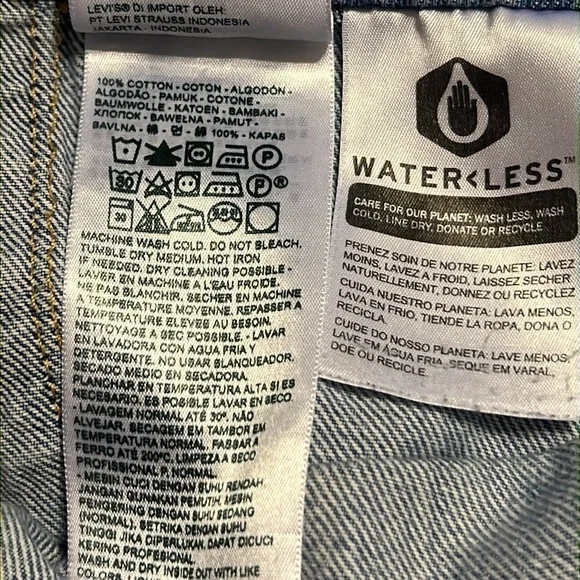 LEVI'S® DI IMPOR OLEH:
PT LEVI STRAUSS INDONESIA
JAKARTA - INDONESIA
100% COTTON - COTON - ALGODÓN -
ALGODÃO - PAMUK - COTONE -
BAUMWOLLE - KATOEN - BAMBAKI -
ХЛОПОК - BAWEŁNA - PAMUT -
BAVLNA - 棉 - 면 - 綿 100% - KAPAS
P
30
P®
30
MACHINE WASH COLD. DO NOT BLEACH.
TUMBLE DRY MEDIUM. HOT IRON
IF NEEDED. DRY CLEANING POSSIBLE -
LAVER EN MACHINE A L'EAU FROIDE.
NE PAS BLANCHIR. SECHER EN MACHINE
A TEMPERATURE MOYENNE. REPASSER A
TEMPERATURE ELEVEE AU BESOIN.
NETTOYAGE A SEC POSSIBLE - LAVAR
EN LAVADORA CON AGUA FRIA Y
DETERGENTE. NO USAR BLANQUEADOR.
SECADO MEDIO EN SECADORA.
PLANCHAR EN TEMPERATURA ALTA SI ES
NECESARIO. ES POSIBLE LAVAR EN SECO.
- LAVAGEM NORMAL ATÉ 30º. NÃO
ALVEJAR. SECAGEM EM TAMBOR EM
TEMPERATURA NORMAL. PASSAR A
FERRO ATÉ 200ºC. LIMPEZA A SECO
PROFISSIONAL P. NORMAL.
- MESIN CUCI DENGAN SUHU RENDAH.
JANGAN GUNAKAN PEMUTIH. MESIN
PENGERING DENGAN SUHU SEDANG
(NORMAL). SETRIKA DENGAN SUHU
TINGGI JIKA DIPERLUKAN. DAPAT DICUCI
KERING PROFESIONAL.
WASH AND DRY INSIDE OUT WITH LIKE
WATER<LESS™
CARE FOR OUR PLANET: WASH LESS, WASH
COLD, LINE DRY, DONATE OR RECYCLE
PRENEZ SOIN DE NOTRE PLANETE: LAVEZ
MOINS, LAVEZ A FROID, LAISSEZ SECHER
NATURELLEMENT, DONNEZ OU RECYCLEZ
CUIDA NUESTRO PLANETA: LAVA MENOS,
LAVA EN FRIO, TIENDE LA ROPA, DONA O
RECICLA.
CUIDE DO NOSSO PLANETA: LAVE MENOS,
LAVE EM ÁGUA FRIA, SEQUE EM VARAL,
DOE OU RECICLE.